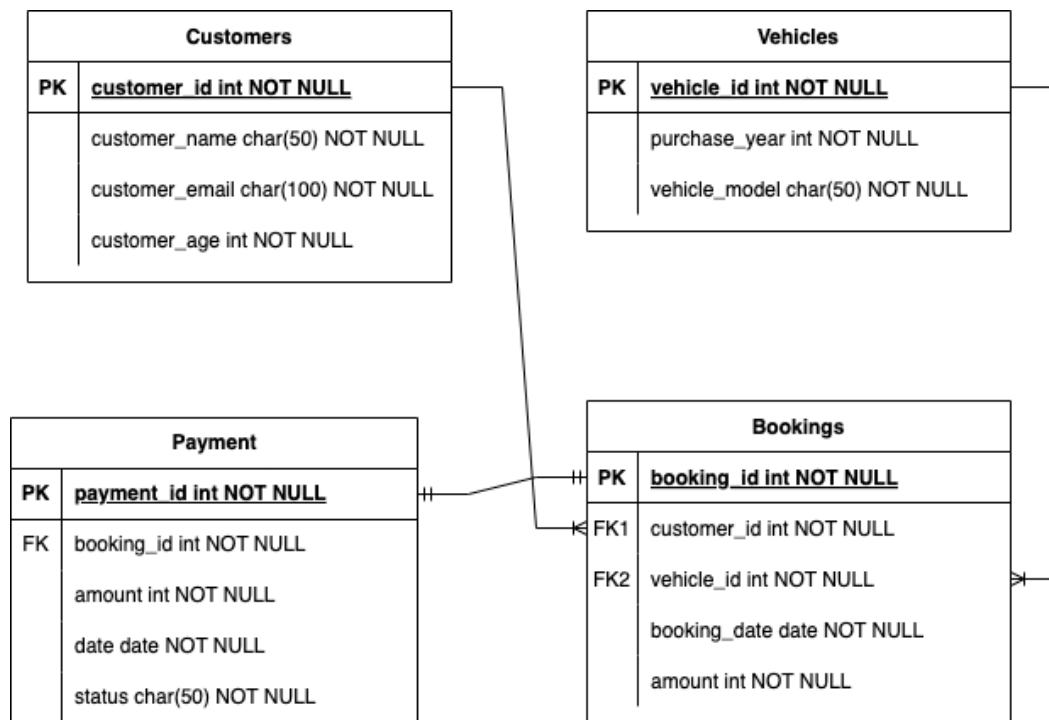 Customers
PK customer_id int NOT NULL
customer_name char(50) NOT NULL
customer_email char(100) NOT NULL
customer_age int NOT NULL
Vehicles
PK vehicle_id int NOT NULL
purchase_year int NOT NULL
vehicle_model char(50) NOT NULL
Payment
PK payment_id int NOT NULL
FK booking_id int NOT NULL
amount int NOT NULL
date date NOT NULL
status char(50) NOT NULL
Bookings
PK booking_id int NOT NULL
FK1 customer_id int NOT NULL
FK2 vehicle_id int NOT NULL
booking_date date NOT NULL
amount int NOT NULL